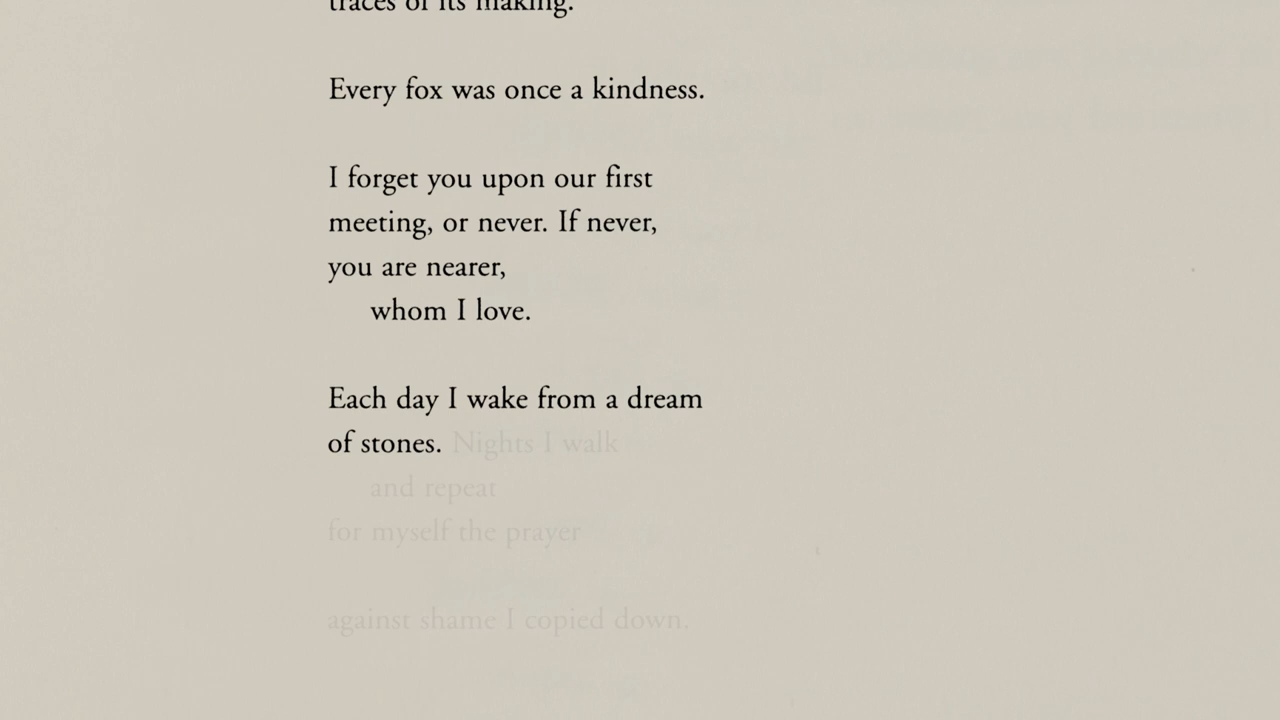 traces of its making.
Every fox was once a kindness.
I forget you upon our first
meeting, or never. If never,
you are nearer,
whom I love.
Each day I wake from a dream
of stones. Nights I walk
and repeat
for myself the prayer
against shame I copied down.